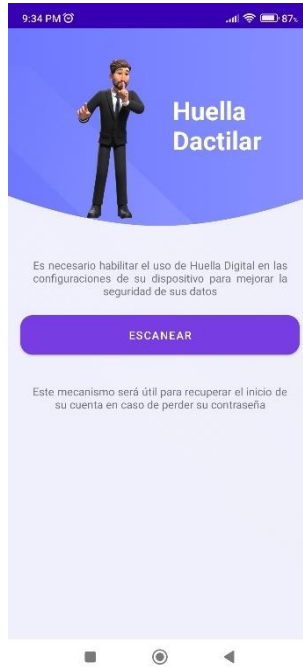 9:34 PM
87%
Huella
Dactilar
Es necesario habilitar el uso de Huella Digital en las
configuraciones de su dispositivo para mejorar la
seguridad de sus datos
ESCANEAR
Este mecanismo será útil para recuperar el inicio de
su cuenta en caso de perder su contraseña